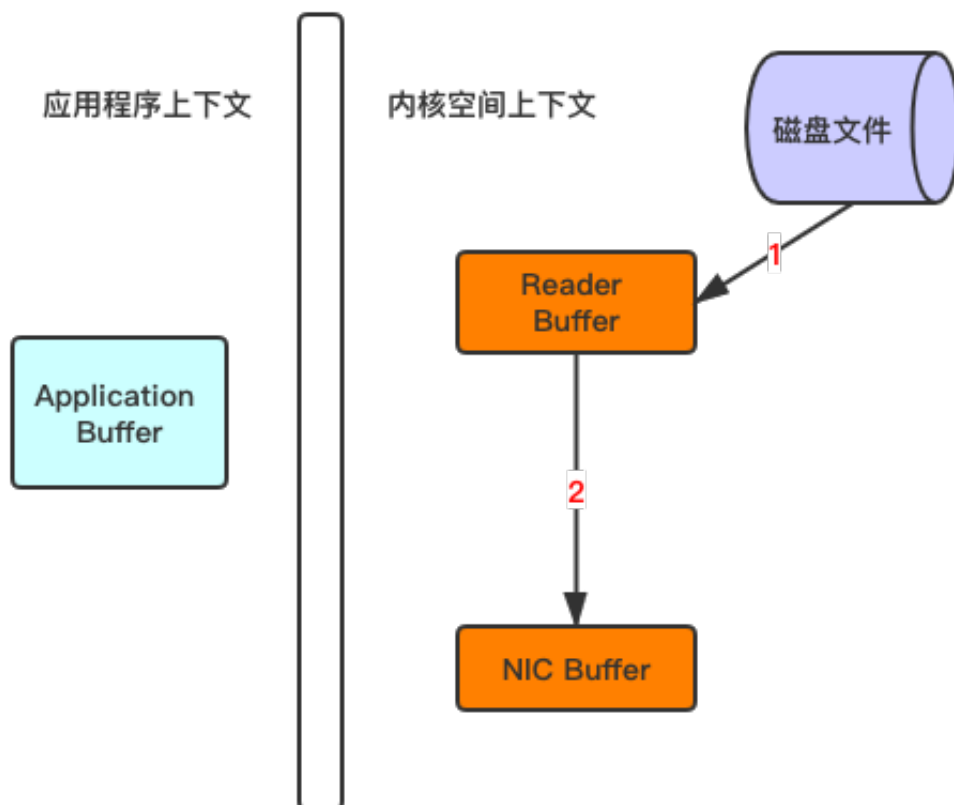 应用程序上下文
内核空间上下文
磁盘文件
1
Reader
Buffer
Application
Buffer
2
NIC Buffer